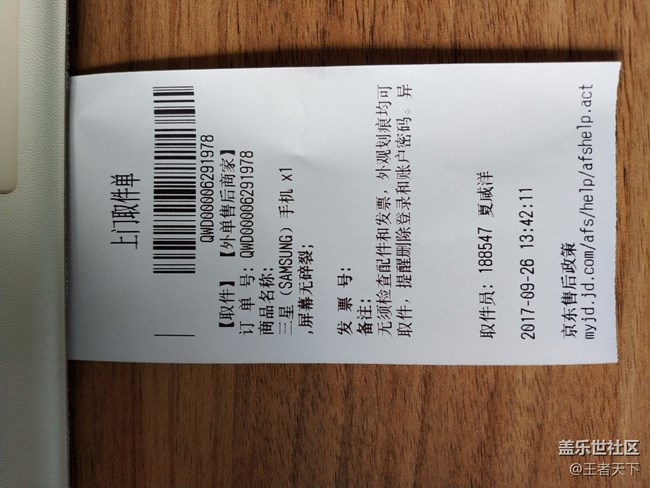 上门取件单
QWD00006291978
【取件】【外单售后商家】
订 单 号: QWD00006291978
商品名称:
三星（SAMSUNG）手机 x1
,屏幕无碎裂;
发 票 号:
备注:
无须检查配件和发票，外观划痕均可
取件，提醒删除登录和账户密码。异
取件员: 188547 夏咸洋
2017-09-26 13:42:11
京东售后政策
myjd.jd.com/afs/help/afshelp.act
盖乐世社区
@王者天下